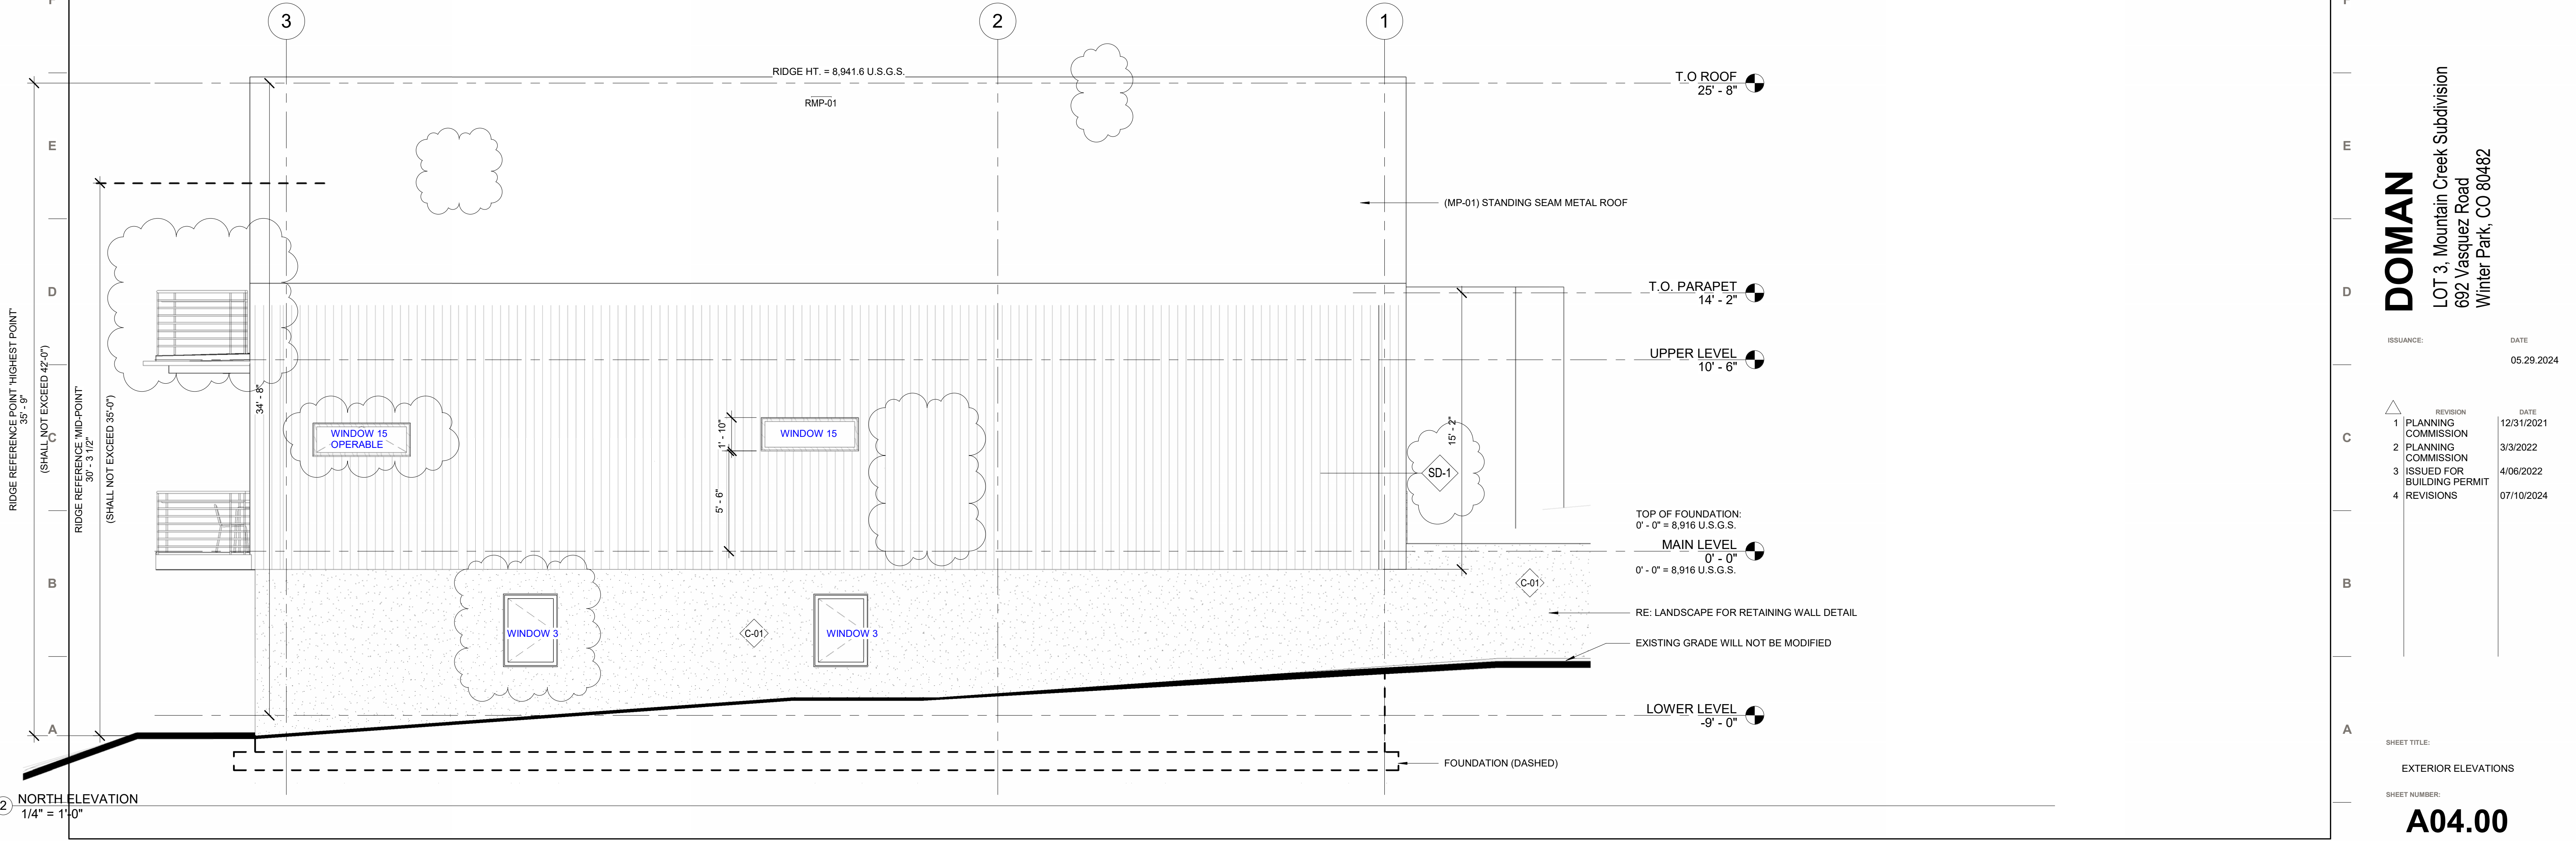 3
2
1
RIDGE HT. = 8,941.6 U.S.G.S.
RMP-01
T.O ROOF
25' - 8"
(MP-01) STANDING SEAM METAL ROOF
T.O. PARAPET
14' - 2"
UPPER LEVEL
10' - 6"
RIDGE REFERENCE POINT 'HIGHEST POINT'
35' - 9"
(SHALL NOT EXCEED 42'-0")
RIDGE REFERENCE 'MID-POINT'
30' - 3 1/2"
(SHALL NOT EXCEED 35'-0")
34' - 8"
WINDOW 15
OPERABLE
1' - 10"
WINDOW 15
5' - 6"
15' - 2"
SD-1
TOP OF FOUNDATION:
0' - 0" = 8,916 U.S.G.S.
MAIN LEVEL
0' - 0"
0' - 0" = 8,916 U.S.G.S.
C-01
WINDOW 3
C-01
WINDOW 3
RE: LANDSCAPE FOR RETAINING WALL DETAIL
EXISTING GRADE WILL NOT BE MODIFIED
LOWER LEVEL
-9' - 0"
FOUNDATION (DASHED)
2
NORTH ELEVATION
1/4" = 1'-0"
E
D
C
B
A
E
D
C
B
A
DOMAN
LOT 3, Mountain Creek Subdivision
692 Vasquez Road
Winter Park, CO 80482
ISSUANCE: DATE
05.29.2024
REVISION DATE
1 PLANNING COMMISSION 12/31/2021
2 PLANNING COMMISSION 3/3/2022
3 ISSUED FOR BUILDING PERMIT 4/06/2022
4 REVISIONS 07/10/2024
SHEET TITLE:
EXTERIOR ELEVATIONS
SHEET NUMBER:
A04.00